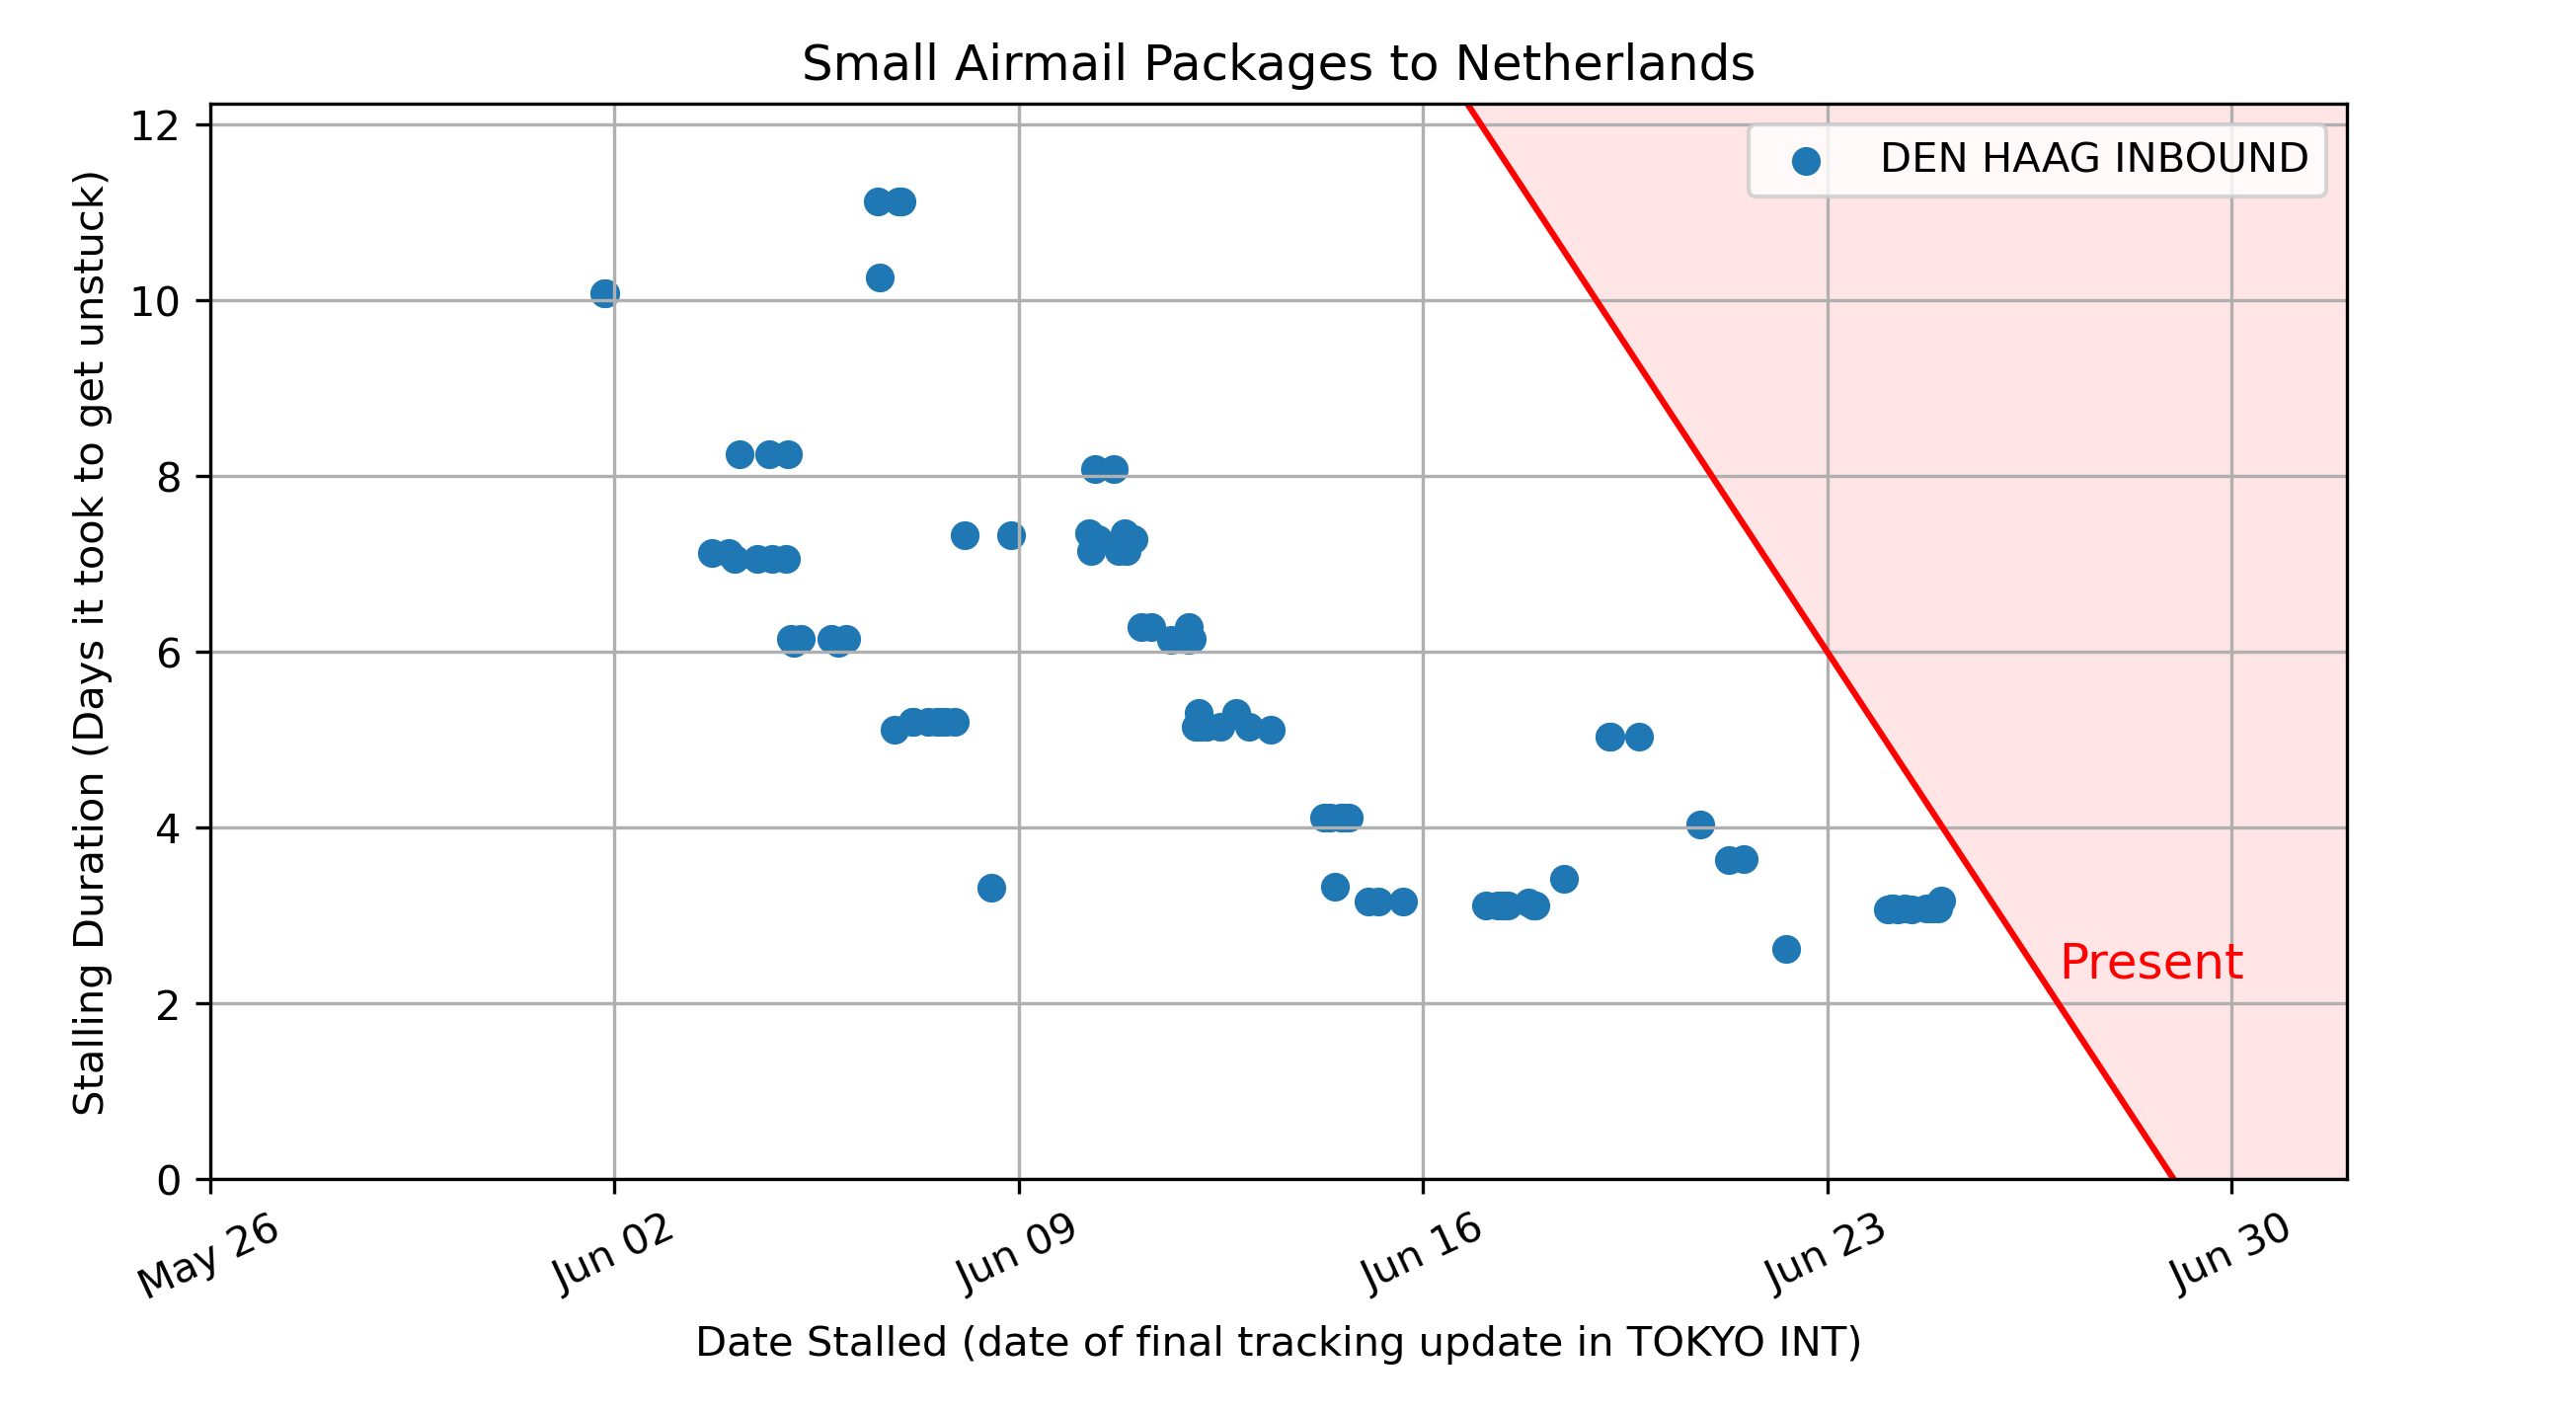 Small Airmail Packages to Netherlands
Stalling Duration (Days it took to get unstuck)
12
10
8
6
4
2
0
DEN HAAG INBOUND
Present
May 26
Jun 02
Jun 09
Jun 16
Jun 23
Jun 30
Date Stalled (date of final tracking update in TOKYO INT)